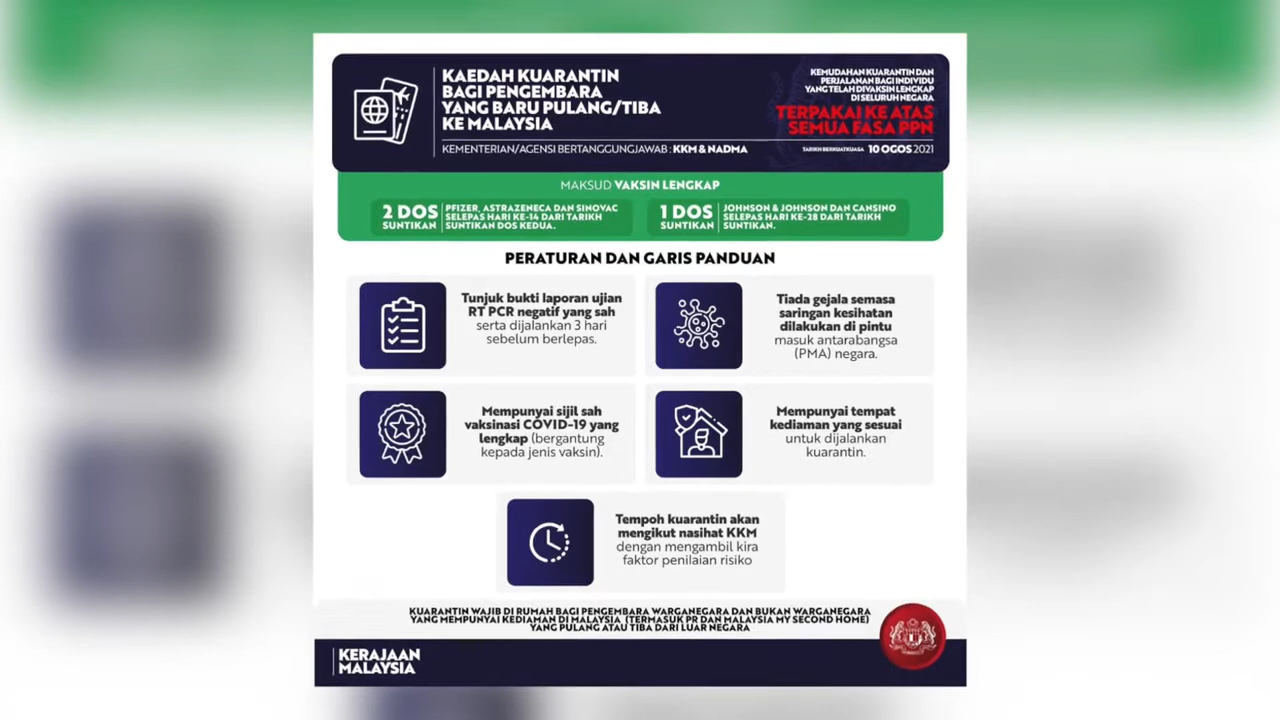 KAEDAH KUARANTIN
BAGI PENGEMBARA
YANG BARU PULANG/TIBA
KE MALAYSIA
KEMENTERIAN/AGENSI BERTANGGUNGJAWAB : KKM & NADMA
KEMUDAHAN KUARANTIN DAN
PERJALANAN BAGI INDIVIDU
YANG TELAH DIVAKSIN LENGKAP
DI SELURUH NEGARA
TERPAKAI KE ATAS
SEMUA FASA PPN
TARIKH BERKUATKUASA 10 OGOS 2021
MAKSUD VAKSIN LENGKAP
2 DOS
SUNTIKAN
PFIZER, ASTRAZENECA DAN SINOVAC
SELEPAS HARI KE-14 DARI TARIKH
SUNTIKAN DOS KEDUA.
1 DOS
SUNTIKAN
JOHNSON & JOHNSON DAN CANSINO
SELEPAS HARI KE-28 DARI TARIKH
SUNTIKAN.
PERATURAN DAN GARIS PANDUAN
Tunjuk bukti laporan ujian
RT PCR negatif yang sah
serta dijalankan 3 hari
sebelum berlepas.
Tiada gejala semasa
saringan kesihatan
dilakukan di pintu
masuk antarabangsa
(PMA) negara.
Mempunyai sijil sah
vaksinasi COVID-19 yang
lengkap (bergantung
kepada jenis vaksin).
Mempunyai tempat
kediaman yang sesuai
untuk dijalankan
kuarantin.
Tempoh kuarantin akan
mengikut nasihat KKM
dengan mengambil kira
faktor penilaian risiko
KUARANTIN WAJIB DI RUMAH BAGI PENGEMBARA WARGANEGARA DAN BUKAN WARGANEGARA
YANG MEMPUNYAI KEDIAMAN DI MALAYSIA (TERMASUK PR DAN MALAYSIA MY SECOND HOME)
YANG PULANG ATAU TIBA DARI LUAR NEGARA
KERAJAAN
MALAYSIA